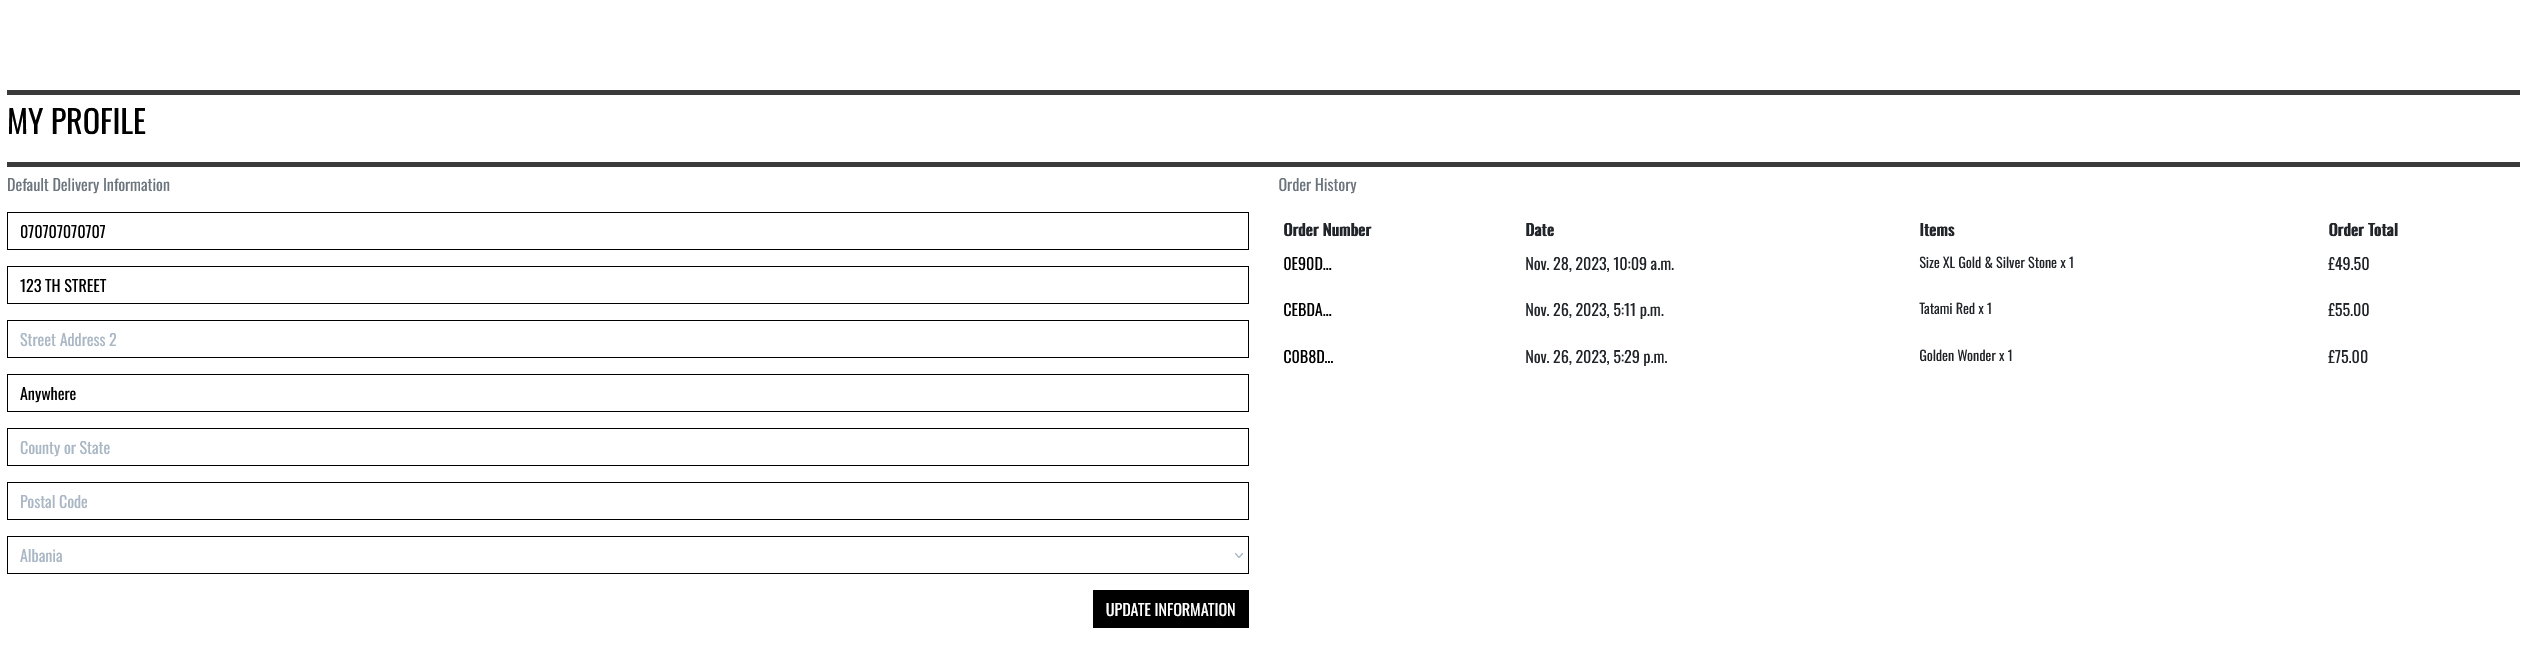 MY PROFILE
Default Delivery Information
070707070707
123 TH STREET
Street Address 2
Anywhere
County or State
Postal Code
Albania
UPDATE INFORMATION
Order History
Order Number Date Items Order Total
0E90D... Nov. 28, 2023, 10:09 a.m. Size XL Gold & Silver Stone x 1 £49.50
CEBDA... Nov. 26, 2023, 5:11 p.m. Tatami Red x 1 £55.00
C0B8D... Nov. 26, 2023, 5:29 p.m. Golden Wonder x 1 £75.00